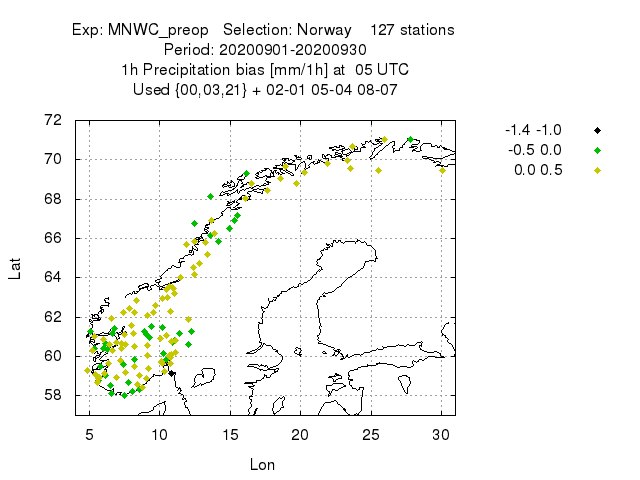 Exp: MNWC_preop Selection: Norway 127 stations
Period: 20200901-20200930
1h Precipitation bias [mm/1h] at 05 UTC
Used {00,03,21} + 02-01 05-04 08-07
-1.4 -1.0
-0.5 0.0
0.0 0.5
72
70
68
66
64
62
60
58
Lat
5 10 15 20 25 30
Lon